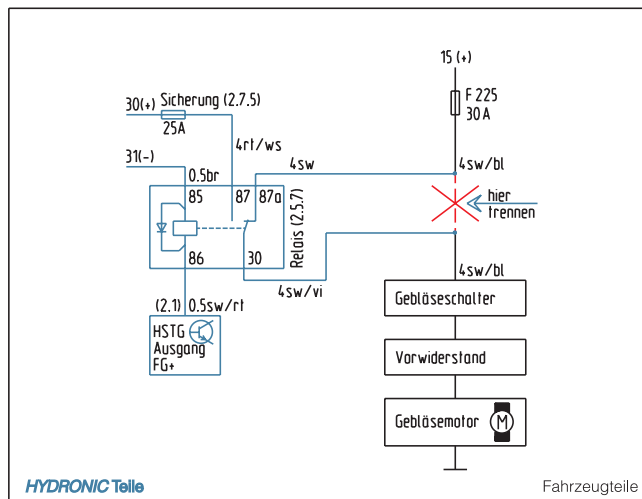 15 (+)
F 225
30 A
Sicherung (2.7.5)
30(+)
25A
4rt/ws
31(-)
4sw
4sw/bl
0.5br
85
87
87a
Relais (2.5.7)
hier
trennen
86
30
4sw/vi
4sw/bl
(2.1)
0.5sw/rt
HSTG
Ausgang
FG+
Gebläseschalter
Vorwiderstand
Gebläsemotor
M
HYDRONIC Teile
Fahrzeugteile